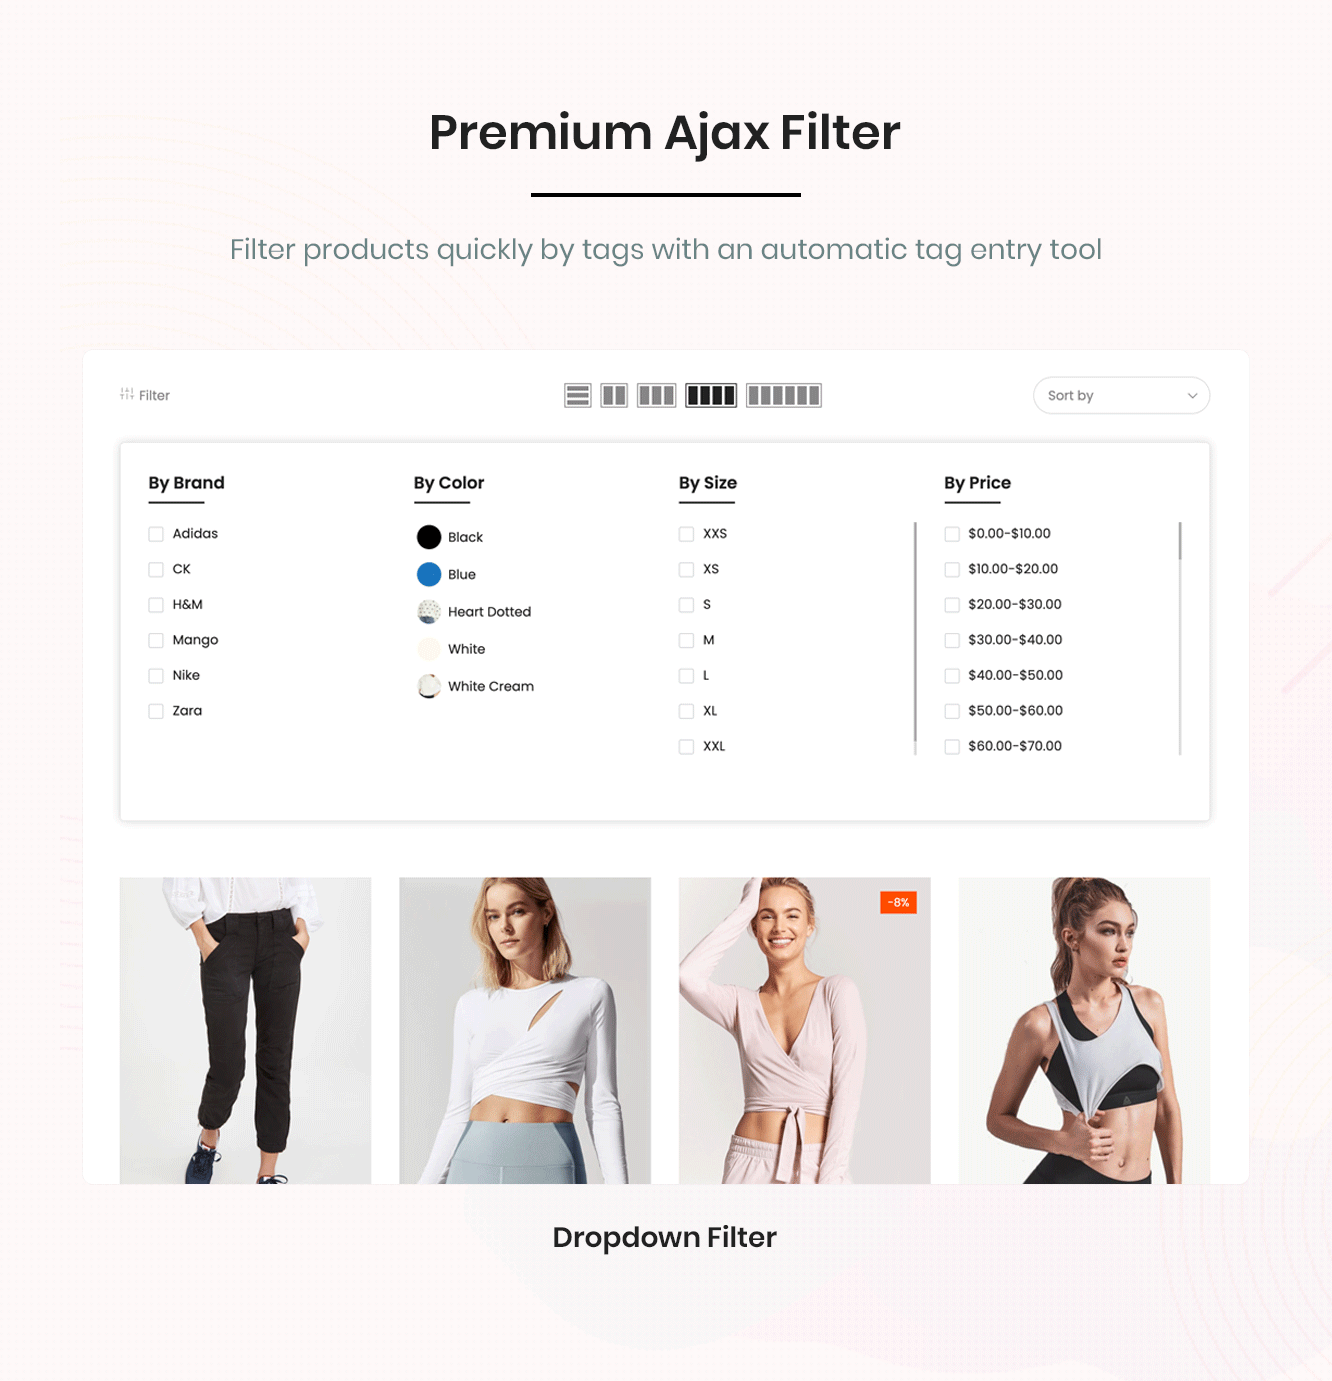 Premium Ajax Filter
Filter products quickly by tags with an automatic tag entry tool
Filter
Sort by
By Brand
Adidas
CK
H&M
Mango
Nike
Zara
By Color
Black
Blue
Heart Dotted
White
White Cream
By Size
XXS
XS
S
M
L
XL
XXL
By Price
$0.00-$10.00
$10.00-$20.00
$20.00-$30.00
$30.00-$40.00
$40.00-$50.00
$50.00-$60.00
$60.00-$70.00
-8%
Dropdown Filter